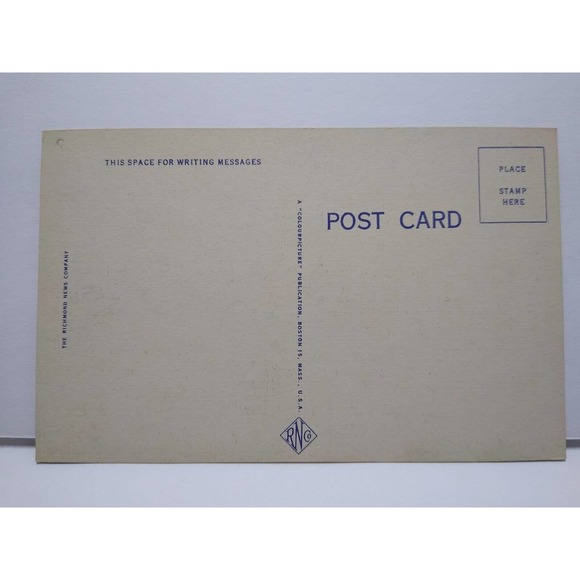 THIS SPACE FOR WRITING MESSAGES
THE RICHMOND NEWS COMPANY
A "COLOURPICTURE" PUBLICATION, BOSTON 15, MASS., U.S.A.
RNCo
POST CARD
PLACE
STAMP
HERE